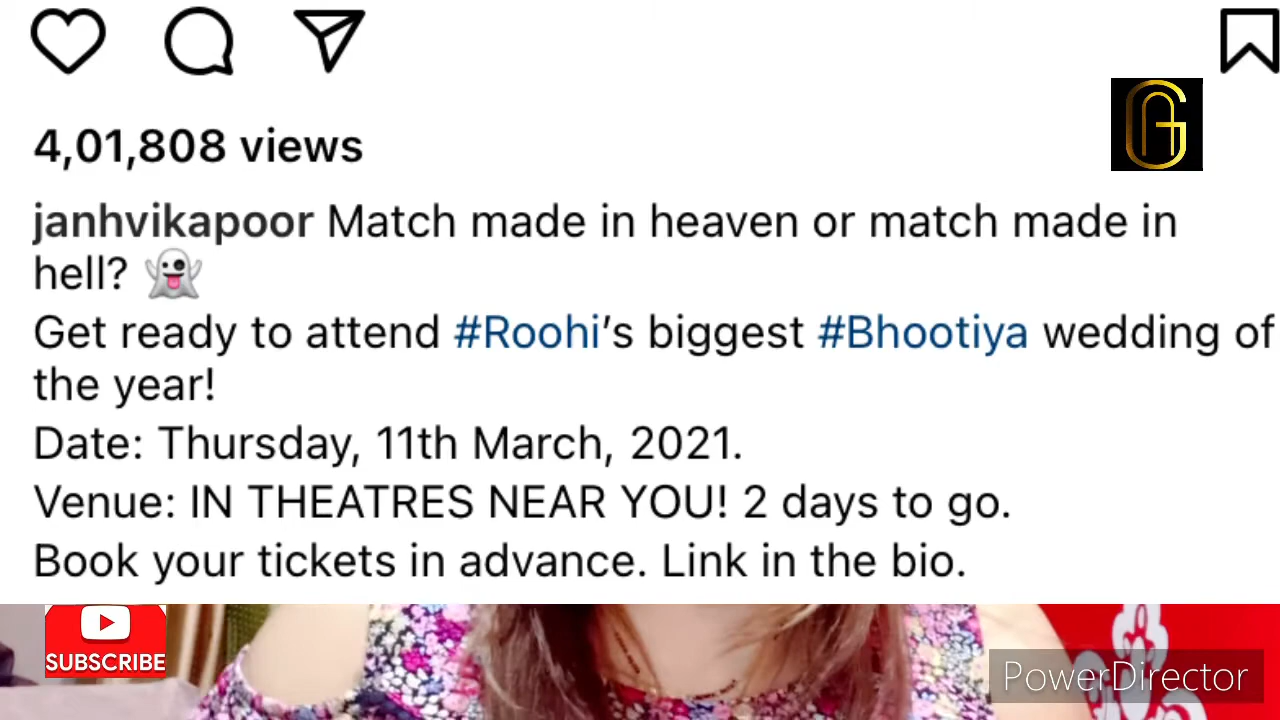 4,01,808 views
janhvikapoor Match made in heaven or match made in
hell? 👻
Get ready to attend #Roohi's biggest #Bhootiya wedding of
the year!
Date: Thursday, 11th March, 2021.
Venue: IN THEATRES NEAR YOU! 2 days to go.
Book your tickets in advance. Link in the bio.
SUBSCRIBE
PowerDirector